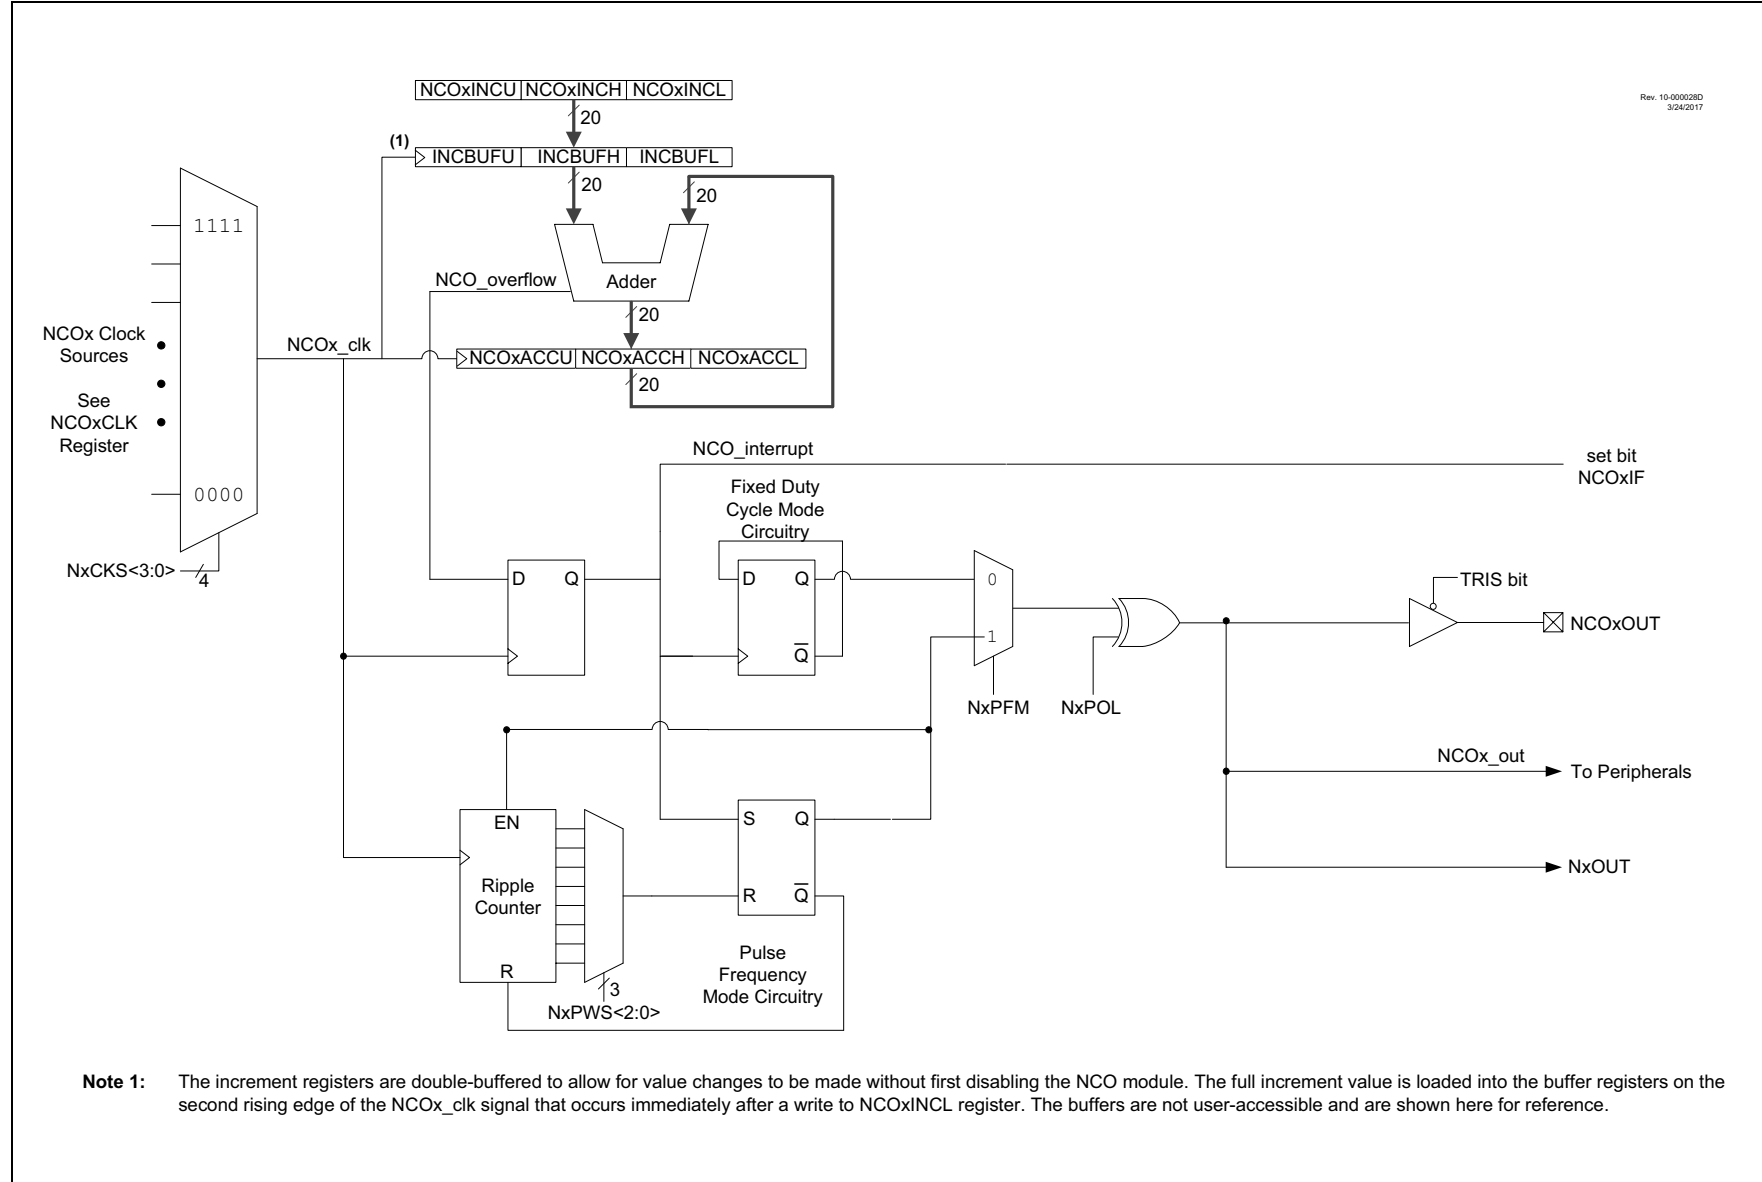 NCOxINCU NCOxINCH NCOxINCL
20
Rev. 10-000028D
3/24/2017
(1)
INCBUFU INCBUFH INCBUFL
20
20
1111
NCO_overflow
Adder
20
NCOx Clock
Sources
NCOx_clk
NCOxACCU NCOxACCH NCOxACCL
20
See
NCOxCLK
Register
NCO_interrupt
set bit
NCOxIF
0000
Fixed Duty
Cycle Mode
Circuitry
NxCKS<3:0>
4
D Q
D Q
Q
0
1
TRIS bit
NCOxOUT
NxPFM
NxPOL
NCOx_out
To Peripherals
EN
S Q
NxOUT
Ripple
Counter
R Q
R
Pulse
Frequency
Mode Circuitry
3
NxPWS<2:0>
Note 1: The increment registers are double-buffered to allow for value changes to be made without first disabling the NCO module. The full increment value is loaded into the buffer registers on the
second rising edge of the NCOx_clk signal that occurs immediately after a write to NCOxINCL register. The buffers are not user-accessible and are shown here for reference.